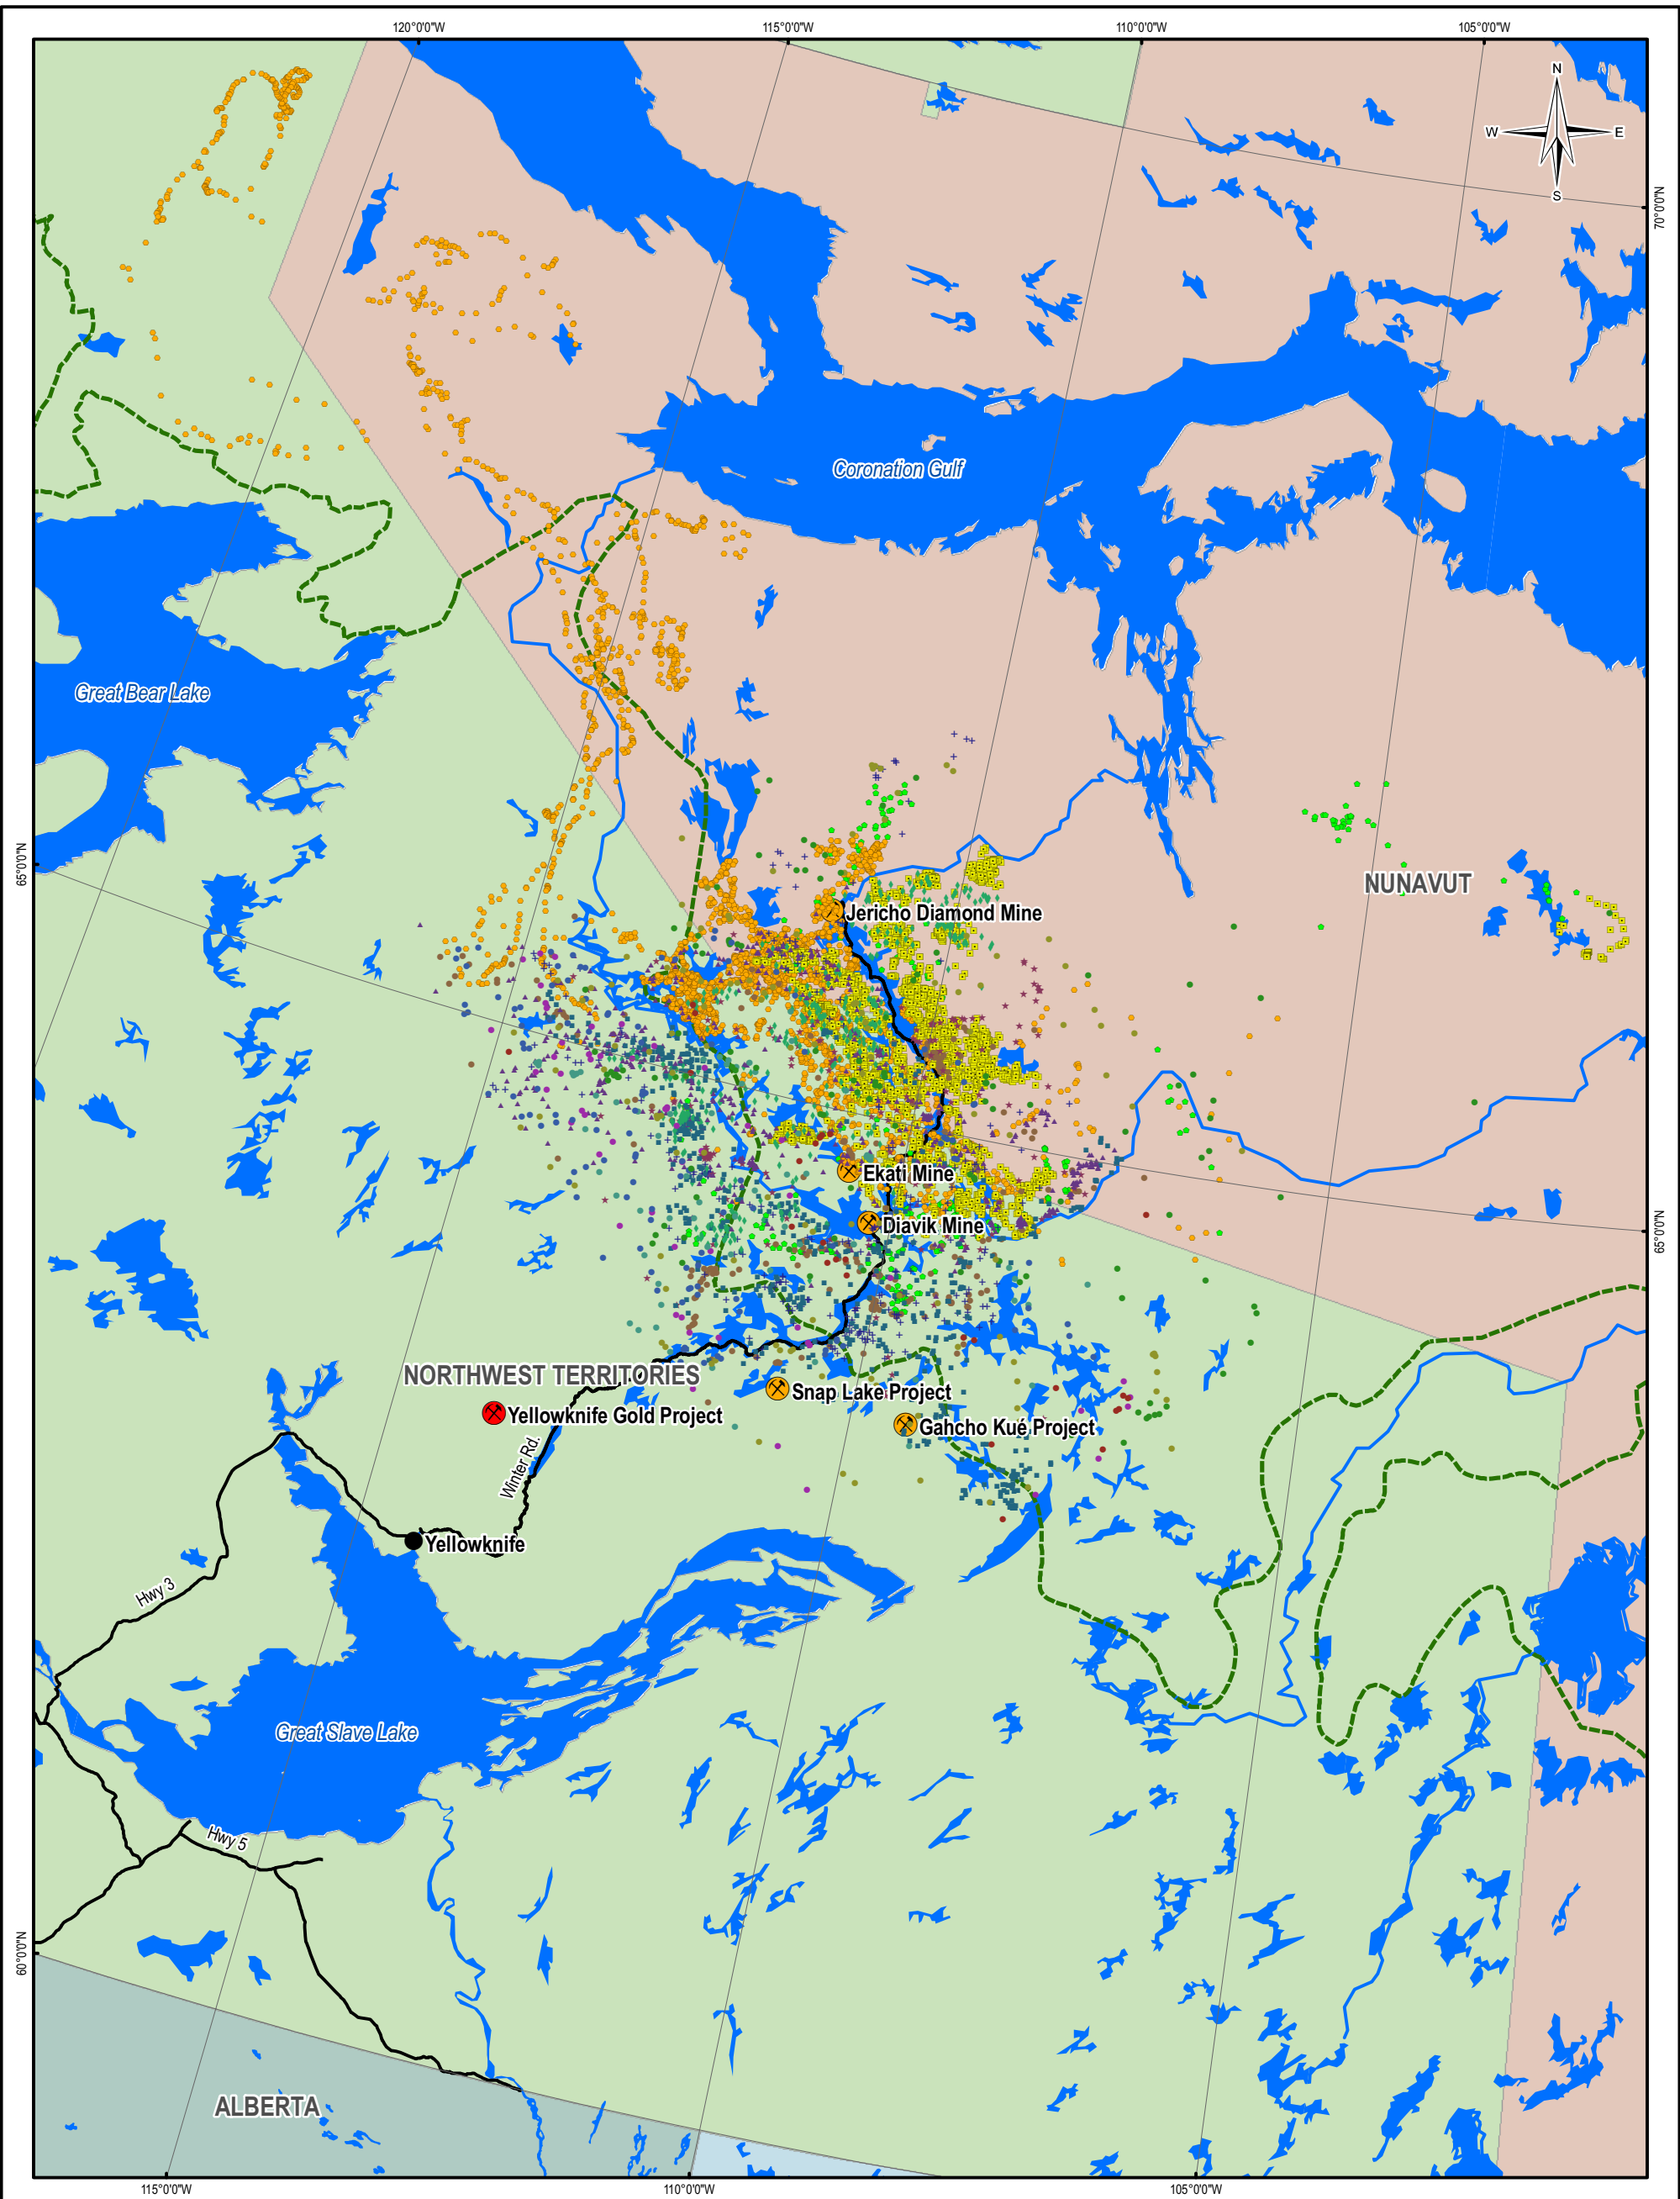 120°0'0"W
115°0'0"W
110°0'0"W
105°0'0"W
N
W
E
S
70°0'0"N
Coronation Gulf
Great Bear Lake
65°0'0"N
NUNAVUT
Jericho Diamond Mine
Ekati Mine
Diavik Mine
65°0'0"N
NORTHWEST TERRITORIES
Snap Lake Project
Yellowknife Gold Project
Gahcho Kué Project
Winter Rd.
Yellowknife
Hwy 3
Great Slave Lake
Hwy 5
60°0'0"N
ALBERTA
115°0'0"W
110°0'0"W
105°0'0"W